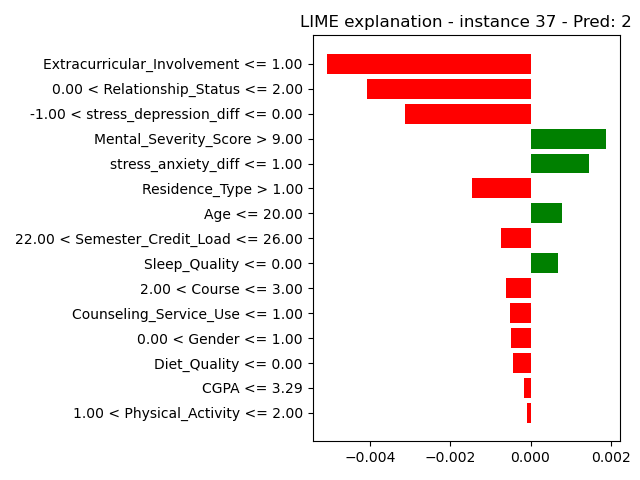 LIME explanation - instance 37 - Pred: 2
Extracurricular_Involvement <= 1.00
0.00 < Relationship_Status <= 2.00
-1.00 < stress_depression_diff <= 0.00
Mental_Severity_Score > 9.00
stress_anxiety_diff <= 1.00
Residence_Type > 1.00
Age <= 20.00
22.00 < Semester_Credit_Load <= 26.00
Sleep_Quality <= 0.00
2.00 < Course <= 3.00
Counseling_Service_Use <= 1.00
0.00 < Gender <= 1.00
Diet_Quality <= 0.00
CGPA <= 3.29
1.00 < Physical_Activity <= 2.00
−0.004 −0.002 0.000 0.002